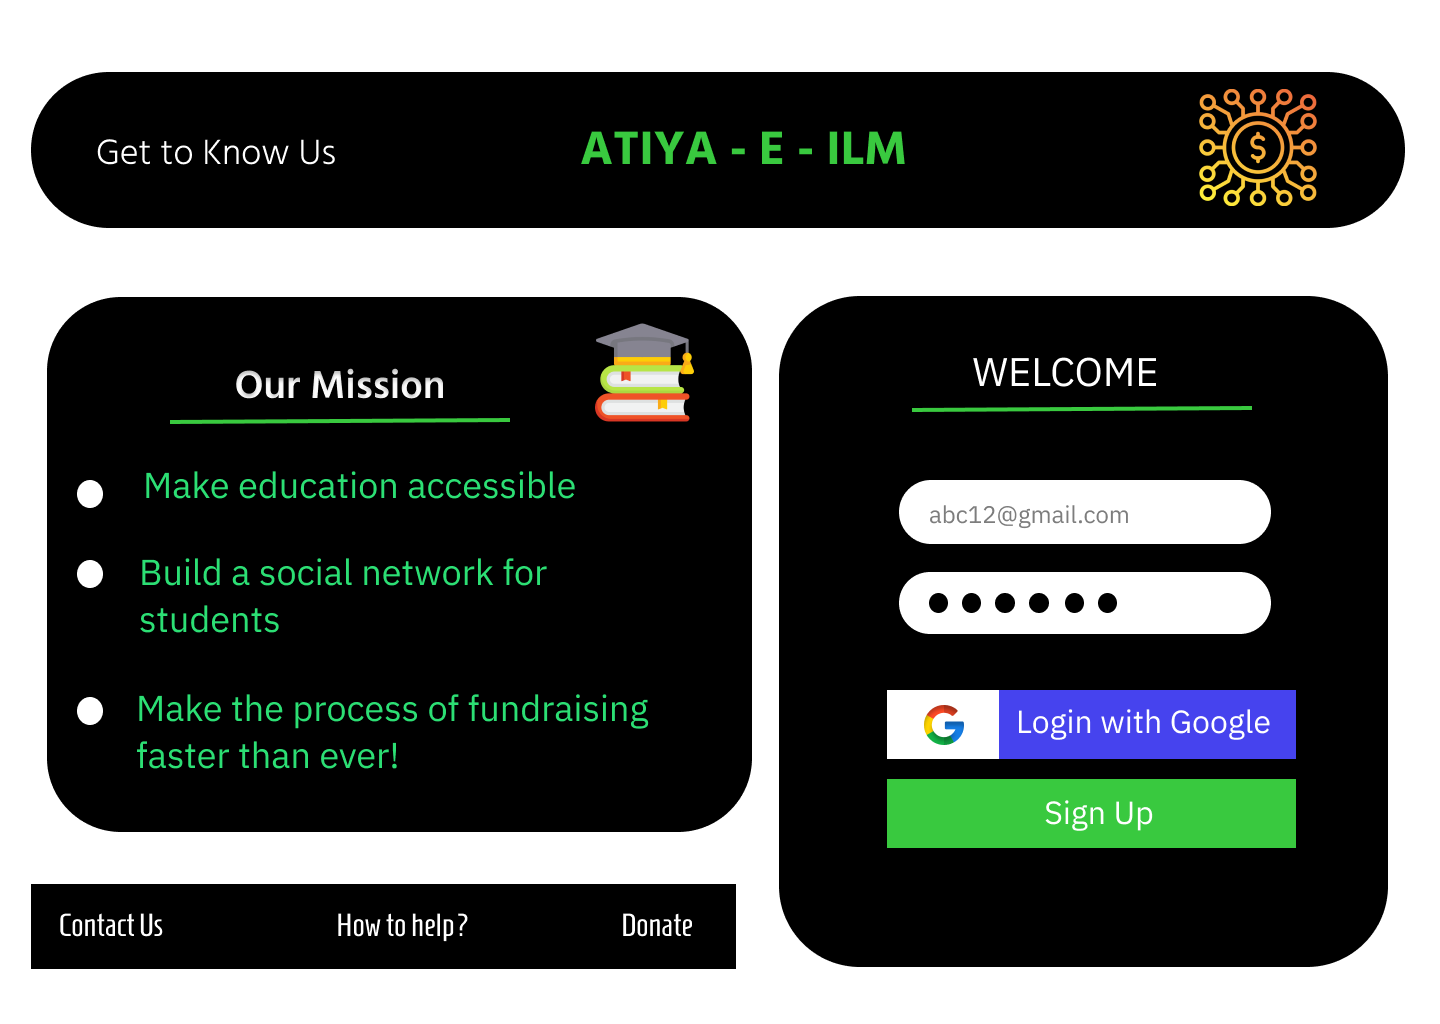 Get to Know Us
ATIYA - E - ILM
$
Our Mission
Make education accessible
Build a social network for
students
Make the process of fundraising
faster than ever!
WELCOME
abc12@gmail.com
G
Login with Google
Sign Up
Contact Us
How to help?
Donate